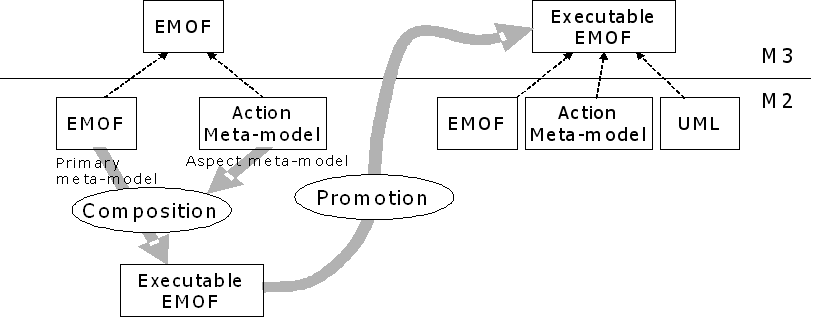 EMOF
Executable
EMOF
M3
M2
EMOF
Action
Meta-model
EMOF
Action
Meta-model
UML
Primary
meta-model
Aspect meta-model
Composition
Promotion
Executable
EMOF